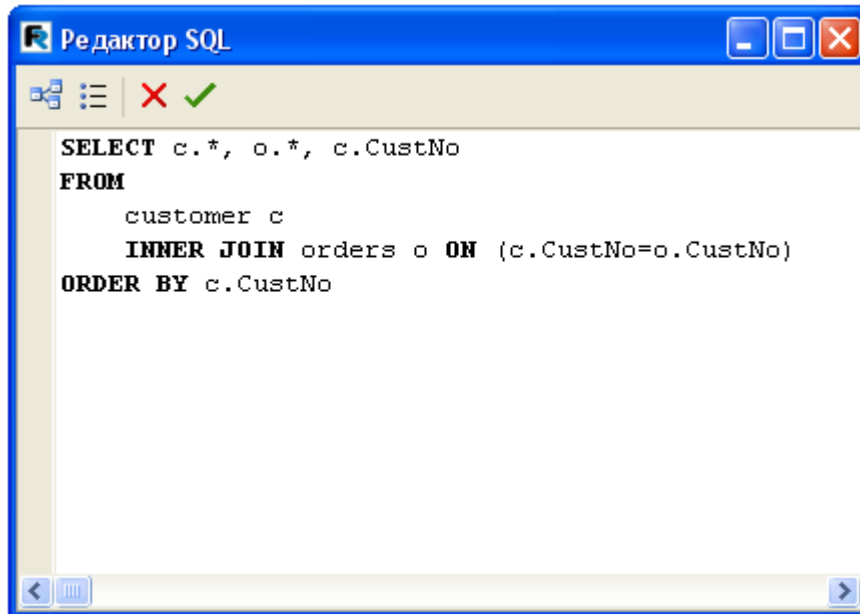 Редактор SQL
SELECT c.*, o.*, c.CustNo
FROM
customer c
INNER JOIN orders o ON (c.CustNo=o.CustNo)
ORDER BY c.CustNo